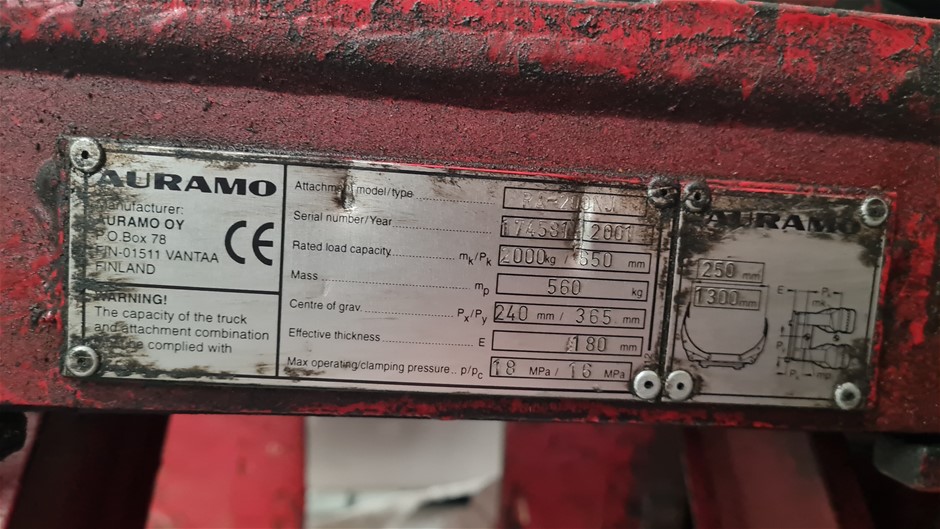 AURAMO
Manufacturer:
AURAMO OY
P.O.Box 78
FIN-01511 VANTAA
FINLAND
CE
WARNING!
The capacity of the truck
and attachment combination
be complied with
Attachment model/type
Serial number/Year 2001
Rated load capacity mk/Pk 2000 kg / 650 mm
Mass mp 560 kg
Centre of grav. Px/Py 240 mm / 365 mm
Effective thickness E 180 mm
Max operating/clamping pressure.. p/pc 18 MPa / 16 MPa
AURAMO
250 mm
1300 mm
E